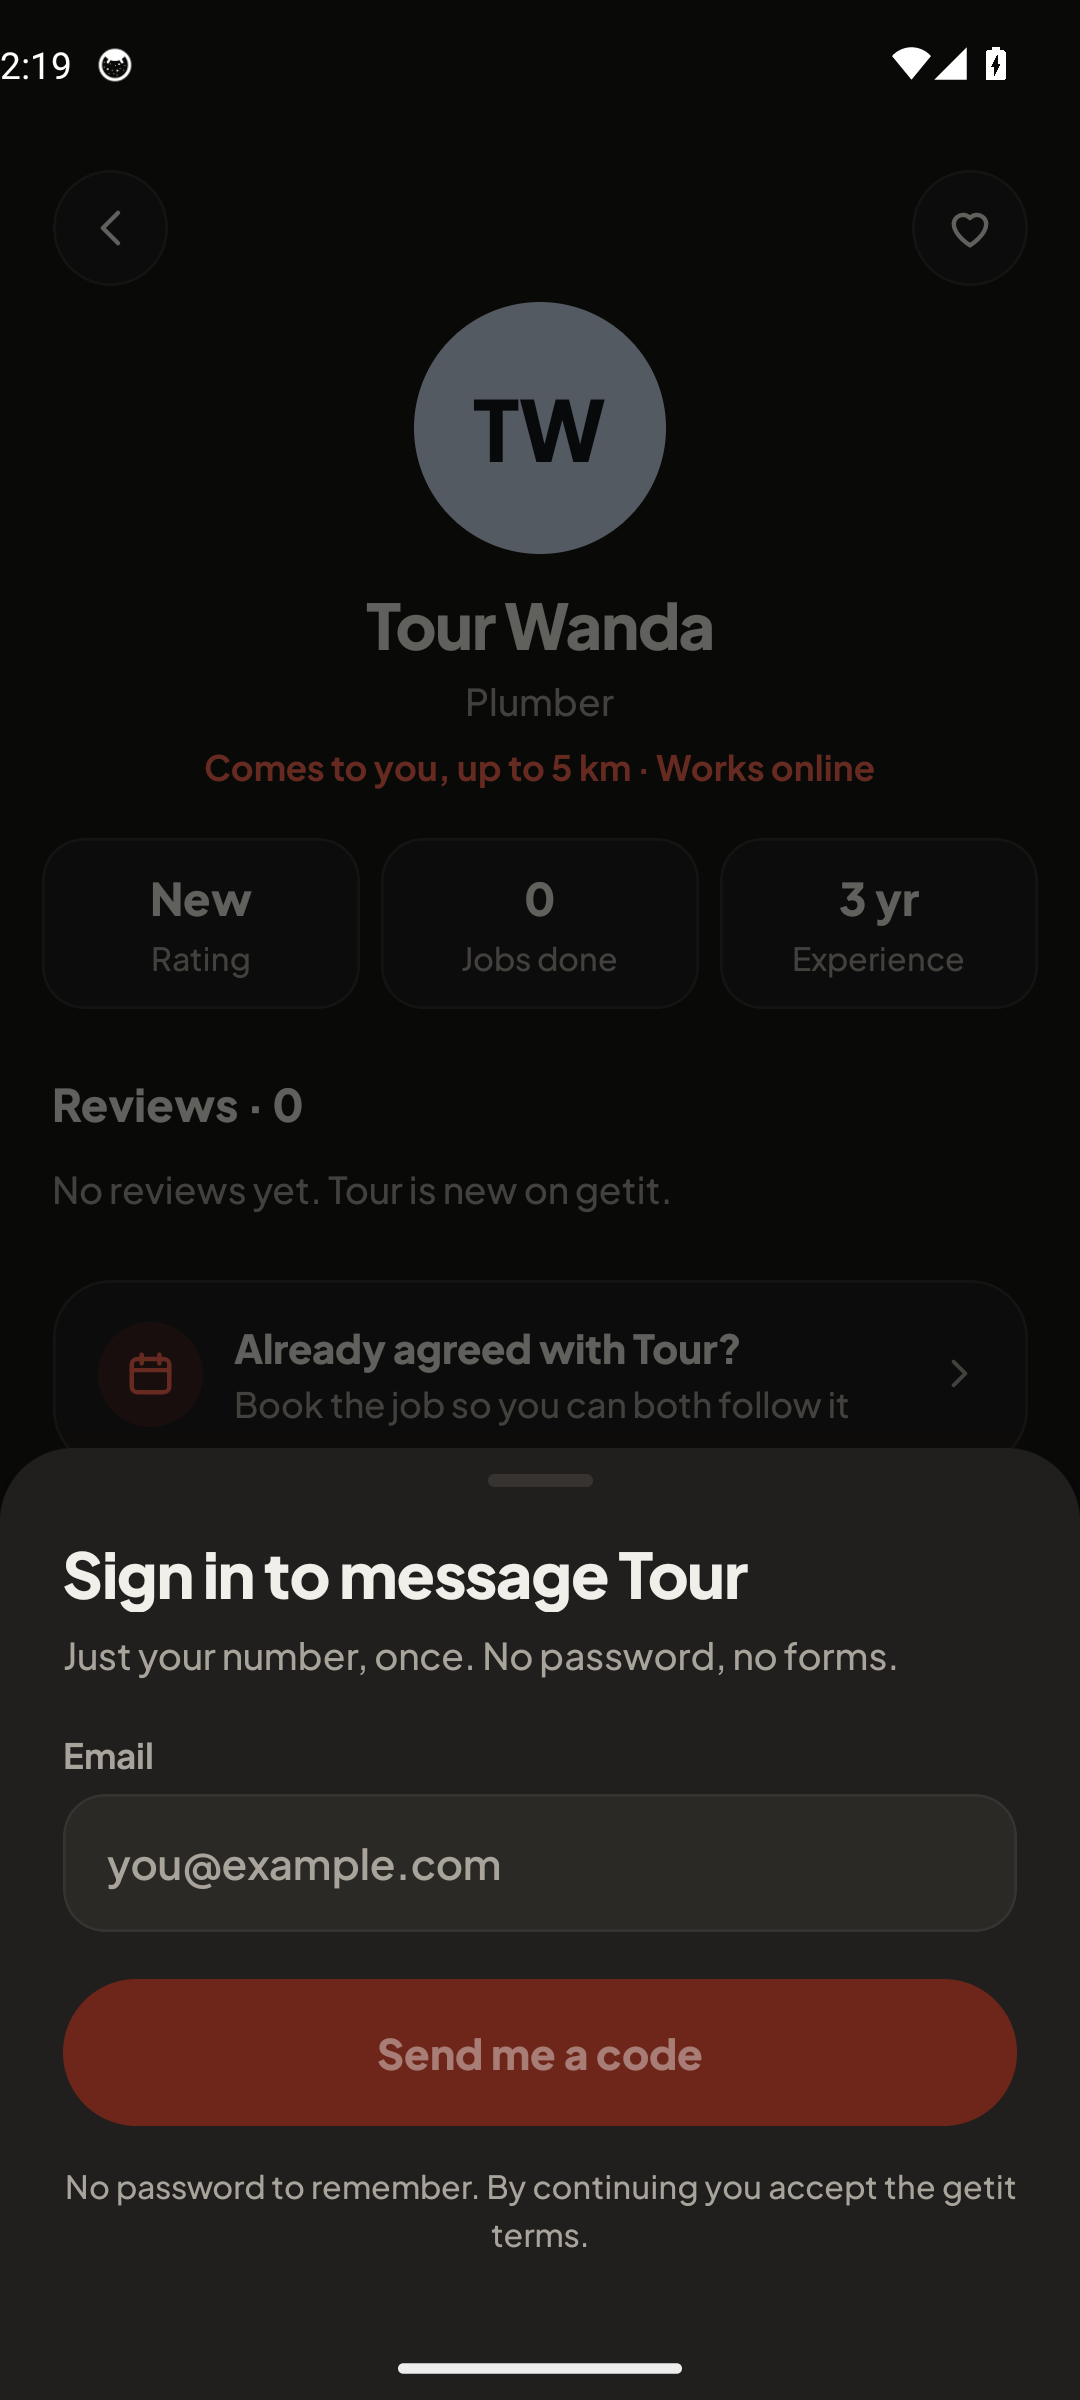 2:19
TW
Tour Wanda
Plumber
Comes to you, up to 5 km · Works online
New
Rating
0
Jobs done
3 yr
Experience
Reviews · 0
No reviews yet. Tour is new on getit.
Already agreed with Tour?
Book the job so you can both follow it
Sign in to message Tour
Just your number, once. No password, no forms.
Email
you@example.com
Send me a code
No password to remember. By continuing you accept the getit
terms.